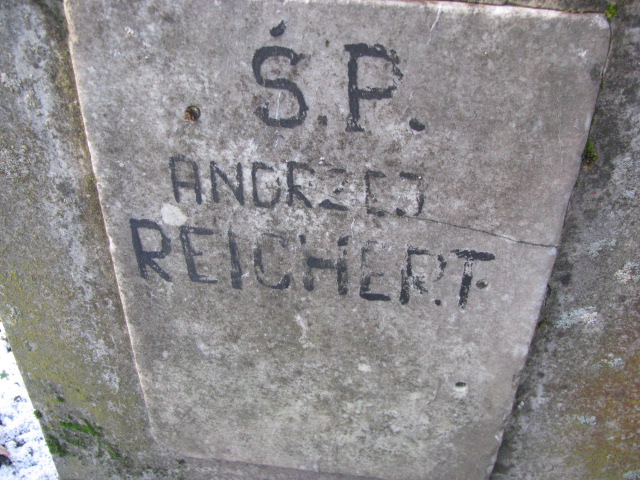 Ś.P.
ANDRZEJ
REICHERT